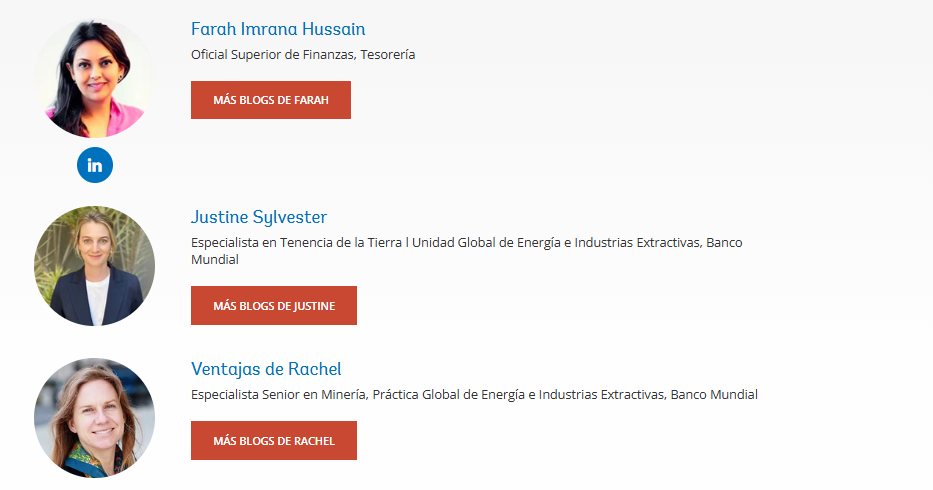 Farah Imrana Hussain
Oficial Superior de Finanzas, Tesorería
MÁS BLOGS DE FARAH
in
Justine Sylvester
Especialista en Tenencia de la Tierra l Unidad Global de Energía e Industrias Extractivas, Banco
Mundial
MÁS BLOGS DE JUSTINE
Ventajas de Rachel
Especialista Senior en Minería, Práctica Global de Energía e Industrias Extractivas, Banco Mundial
MÁS BLOGS DE RACHEL